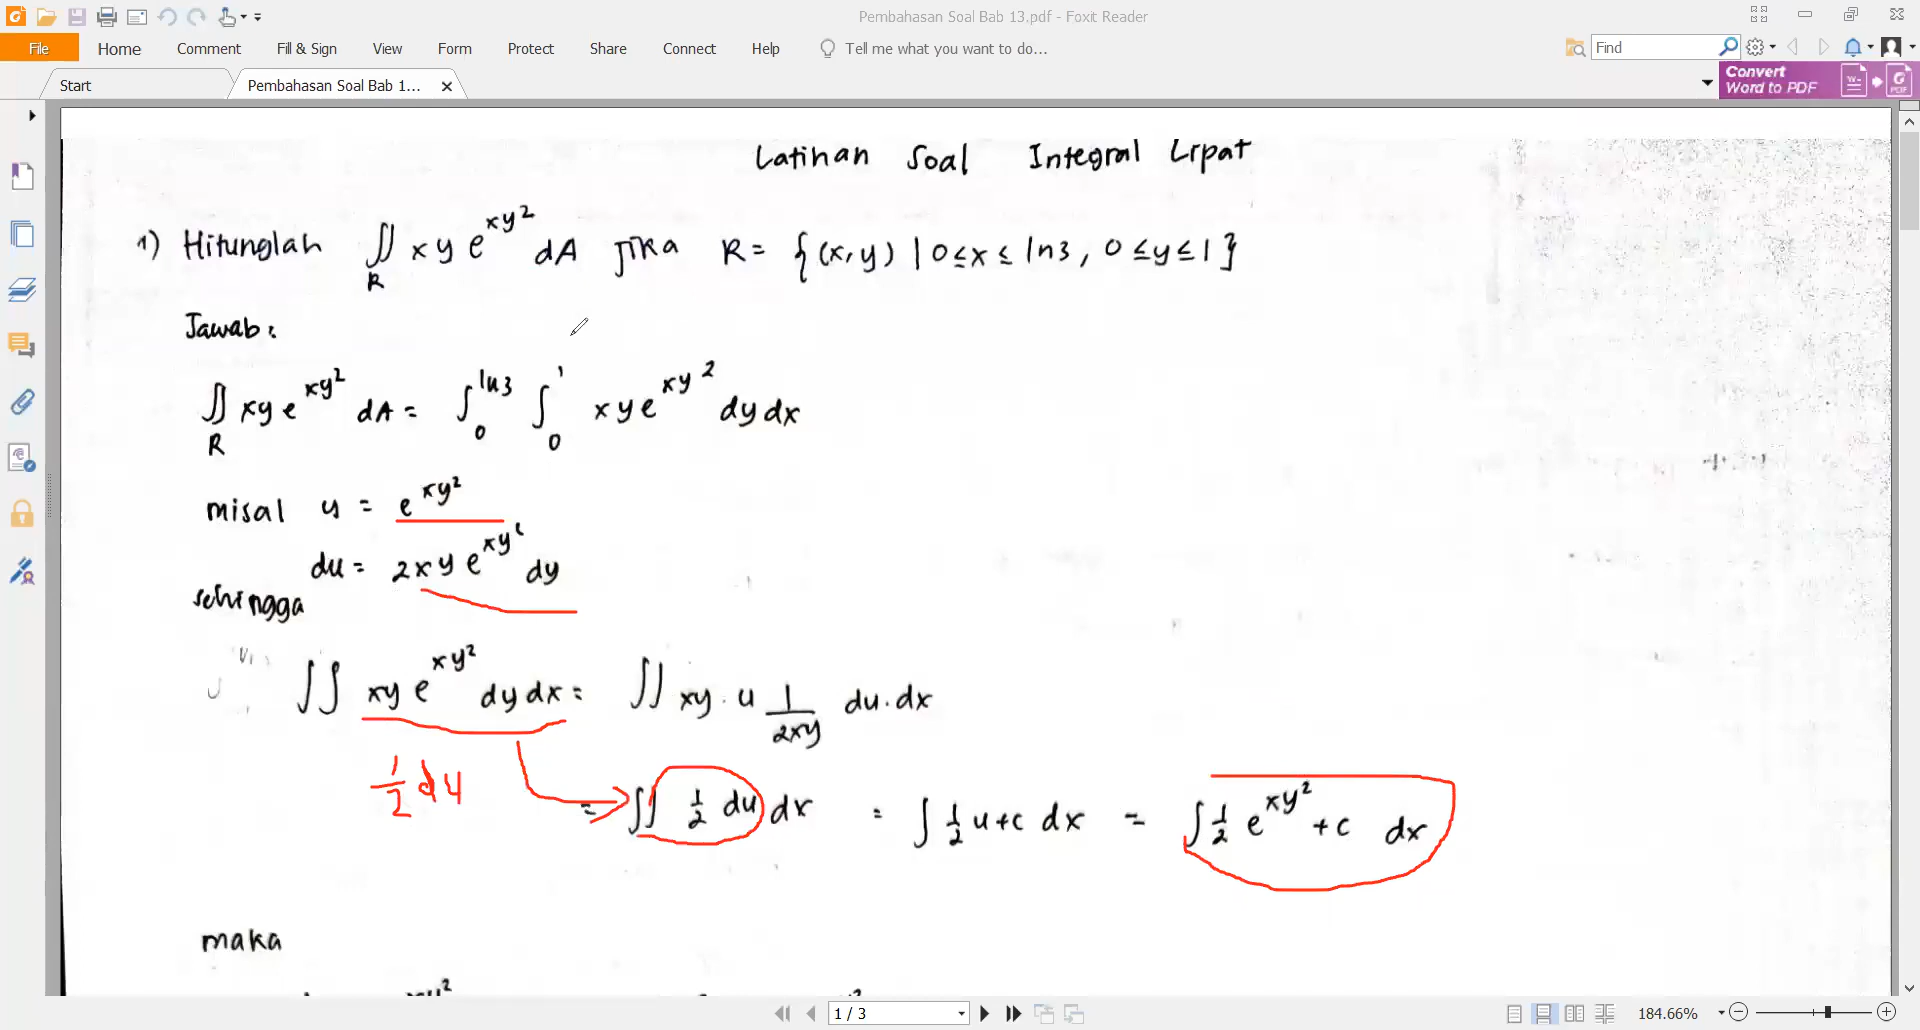 Pembahasan Soal Bab 13.pdf - Foxit Reader
File Home Comment Fill & Sign View Form Protect Share Connect Help Tell me what you want to do... Find
Start Pembahasan Soal Bab 1... Convert
Word to PDF
Latihan Soal Integral Lipat
1) Hitunglah ∬_R xy e^{xy²} dA jika R = {(x,y) | 0≤x≤ ln3, 0≤y≤1}
Jawab:
∬_R xy e^{xy²} dA = ∫_0^{ln3} ∫_0^1 xy e^{xy²} dy dx
misal u = e^{xy²}
du = 2xy e^{xy²} dy
sehingga
∬ xy e^{xy²} dy dx = ∬ xy . u 1/2xy du . dx
1/2 du
= ∬ 1/2 du dx = ∫ 1/2 u + c dx = ∫ 1/2 e^{xy²} + c dx
maka
1 / 3 184.66%